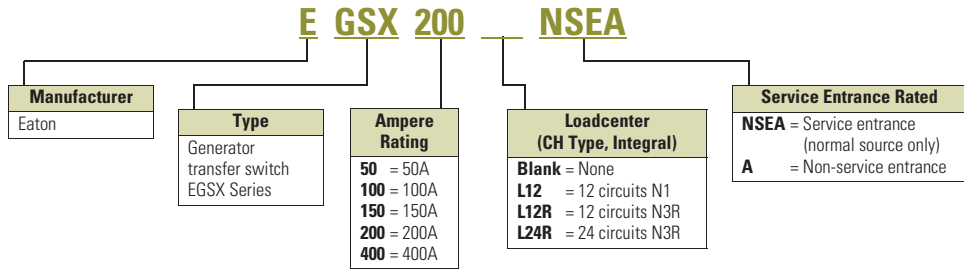 E GSX 200 __ NSEA
Manufacturer
Eaton
Type
Generator
transfer switch
EGSX Series
Ampere
Rating
50 = 50A
100 = 100A
150 = 150A
200 = 200A
400 = 400A
Loadcenter
(CH Type, Integral)
Blank = None
L12 = 12 circuits N1
L12R = 12 circuits N3R
L24R = 24 circuits N3R
Service Entrance Rated
NSEA = Service entrance
(normal source only)
A = Non-service entrance